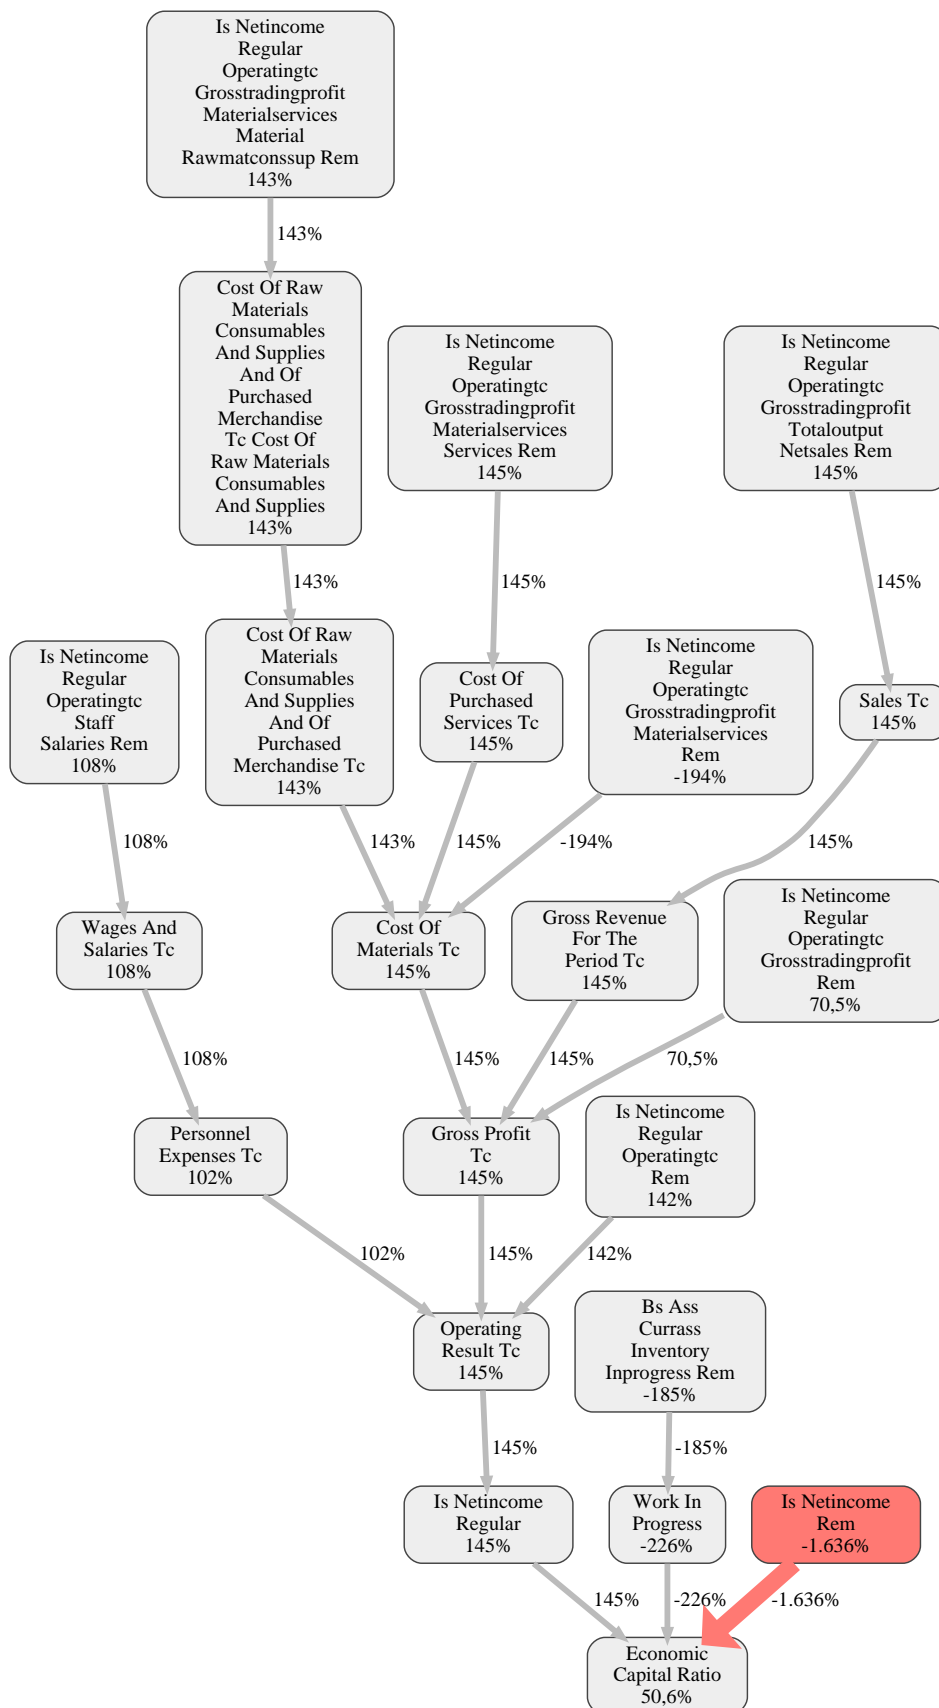 Is Netincome
Regular
Operatingtc
Grosstradingprofit
Materialservices
Material
Rawmatconssup Rem
143%
143%
Cost Of Raw
Materials
Consumables
And Supplies
And Of
Purchased
Merchandise
Tc Cost Of
Raw Materials
Consumables
And Supplies
143%
Is Netincome
Regular
Operatingtc
Grosstradingprofit
Materialservices
Services Rem
145%
Is Netincome
Regular
Operatingtc
Grosstradingprofit
Totaloutput
Netsales Rem
145%
143%
145%
145%
Is Netincome
Regular
Operatingtc
Staff
Salaries Rem
108%
Cost Of Raw
Materials
Consumables
And Supplies
And Of
Purchased
Merchandise Tc
143%
Cost Of
Purchased
Services Tc
145%
Is Netincome
Regular
Operatingtc
Grosstradingprofit
Materialservices
Rem
-194%
Sales Tc
145%
108%
143%
145%
-194%
145%
Wages And
Salaries Tc
108%
Cost Of
Materials Tc
145%
Gross Revenue
For The
Period Tc
145%
Is Netincome
Regular
Operatingtc
Grosstradingprofit
Rem
70,5%
108%
145%
145%
70,5%
Personnel
Expenses Tc
102%
Gross Profit
Tc
145%
Is Netincome
Regular
Operatingtc
Rem
142%
102%
145%
142%
Operating
Result Tc
145%
Bs Ass
Currass
Inventory
Inprogress Rem
-185%
145%
-185%
Is Netincome
Regular
145%
Work In
Progress
-226%
Is Netincome
Rem
-1.636%
145%
-226%
-1.636%
Economic
Capital Ratio
50,6%